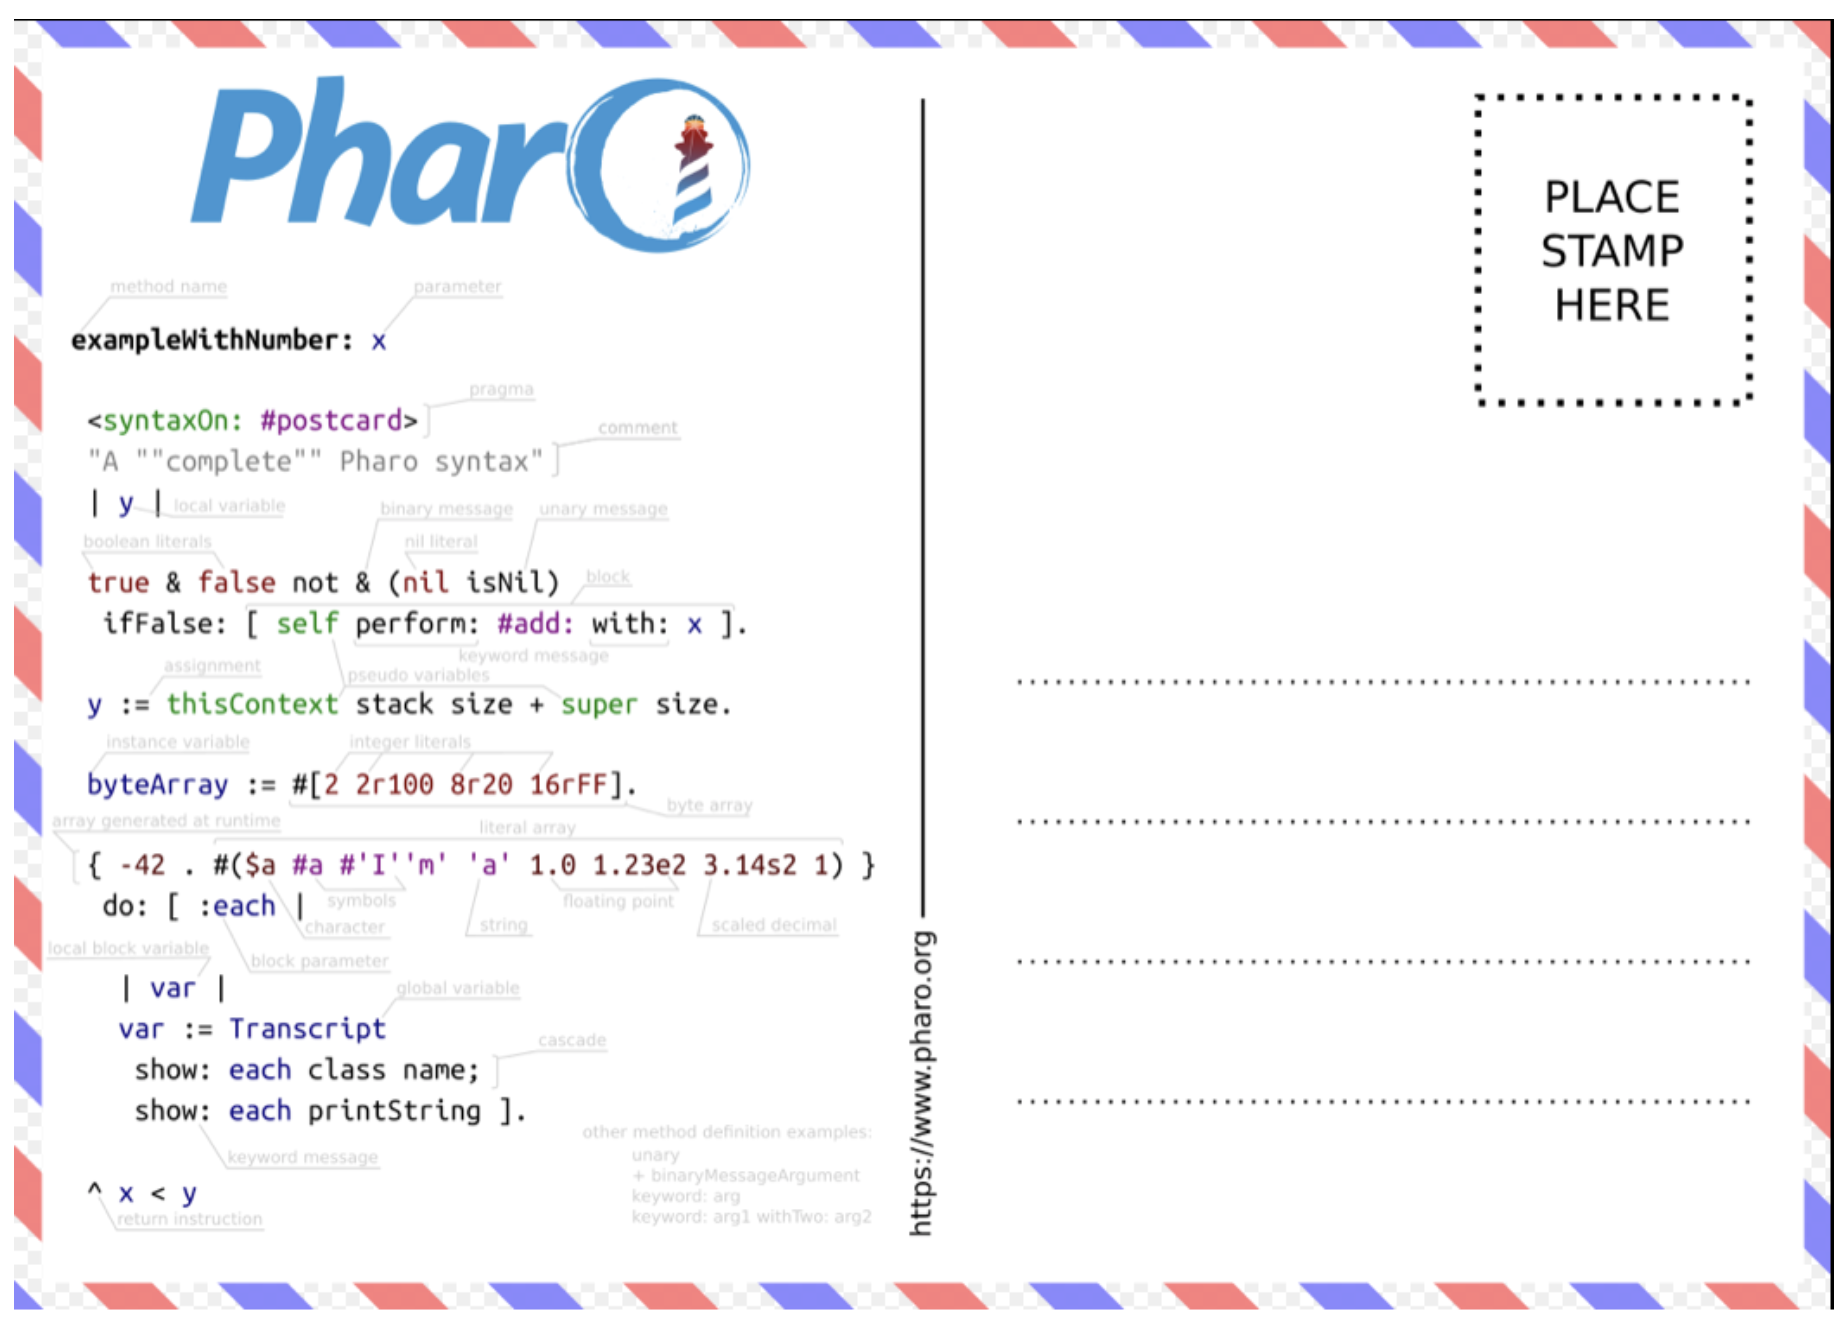 Pharo
method name parameter
exampleWithNumber: x
pragma
<syntaxOn: #postcard>
comment
"A ""complete"" Pharo syntax"
| y | local variable
binary message unary message
boolean literals nil literal
true & false not & (nil isNil)
block
ifFalse: [ self perform: #add: with: x ].
keyword message
assignment
pseudo variables
y := thisContext stack size + super size.
instance variable integer literals
byteArray := #[2 2r100 8r20 16rFF].
byte array
array generated at runtime
literal array
{ -42 . #($a #a #'I''m' 'a' 1.0 1.23e2 3.14s2 1) }
do: [ :each |
symbols floating point
character string scaled decimal
local block variable
block parameter
| var |
global variable
var := Transcript
cascade
show: each class name;
show: each printString ].
keyword message
^ x < y
return instruction
other method definition examples:
unary
+ binaryMessageArgument
keyword: arg
keyword: arg1 withTwo: arg2
https://www.pharo.org
PLACE
STAMP
HERE